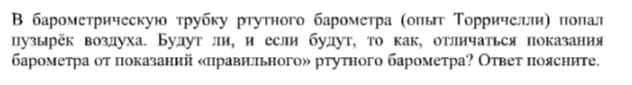 В барометрическую трубку ртутного барометра (опыт Торричелли) попал
пузырёк воздуха. Будут ли, и если будут, то как, отличаться показания
барометра от показаний «правильного» ртутного барометра? Ответ поясните.